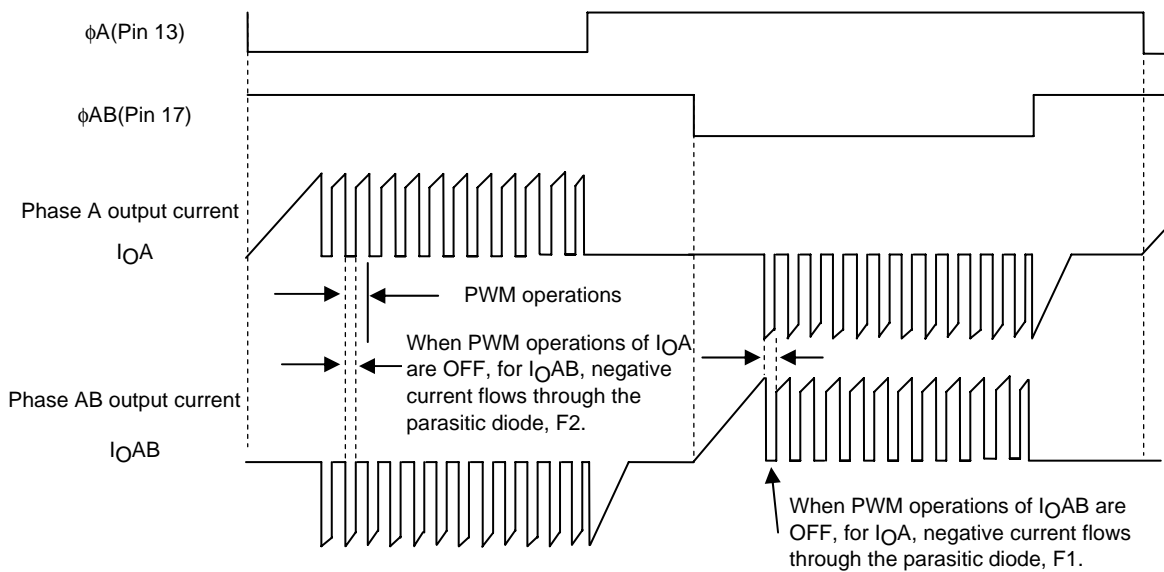 ϕA(Pin 13)
ϕAB(Pin 17)
Phase A output current
IOA
PWM operations
When PWM operations of IOA
are OFF, for IOAB, negative
current flows through the
parasitic diode, F2.
Phase AB output current
IOAB
When PWM operations of IOAB are
OFF, for IOA, negative current flows
through the parasitic diode, F1.